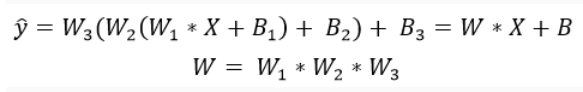 ŷ = W₃(W₂(W₁ * X + B₁) + B₂) + B₃ = W * X + B
W = W₁ * W₂ * W₃